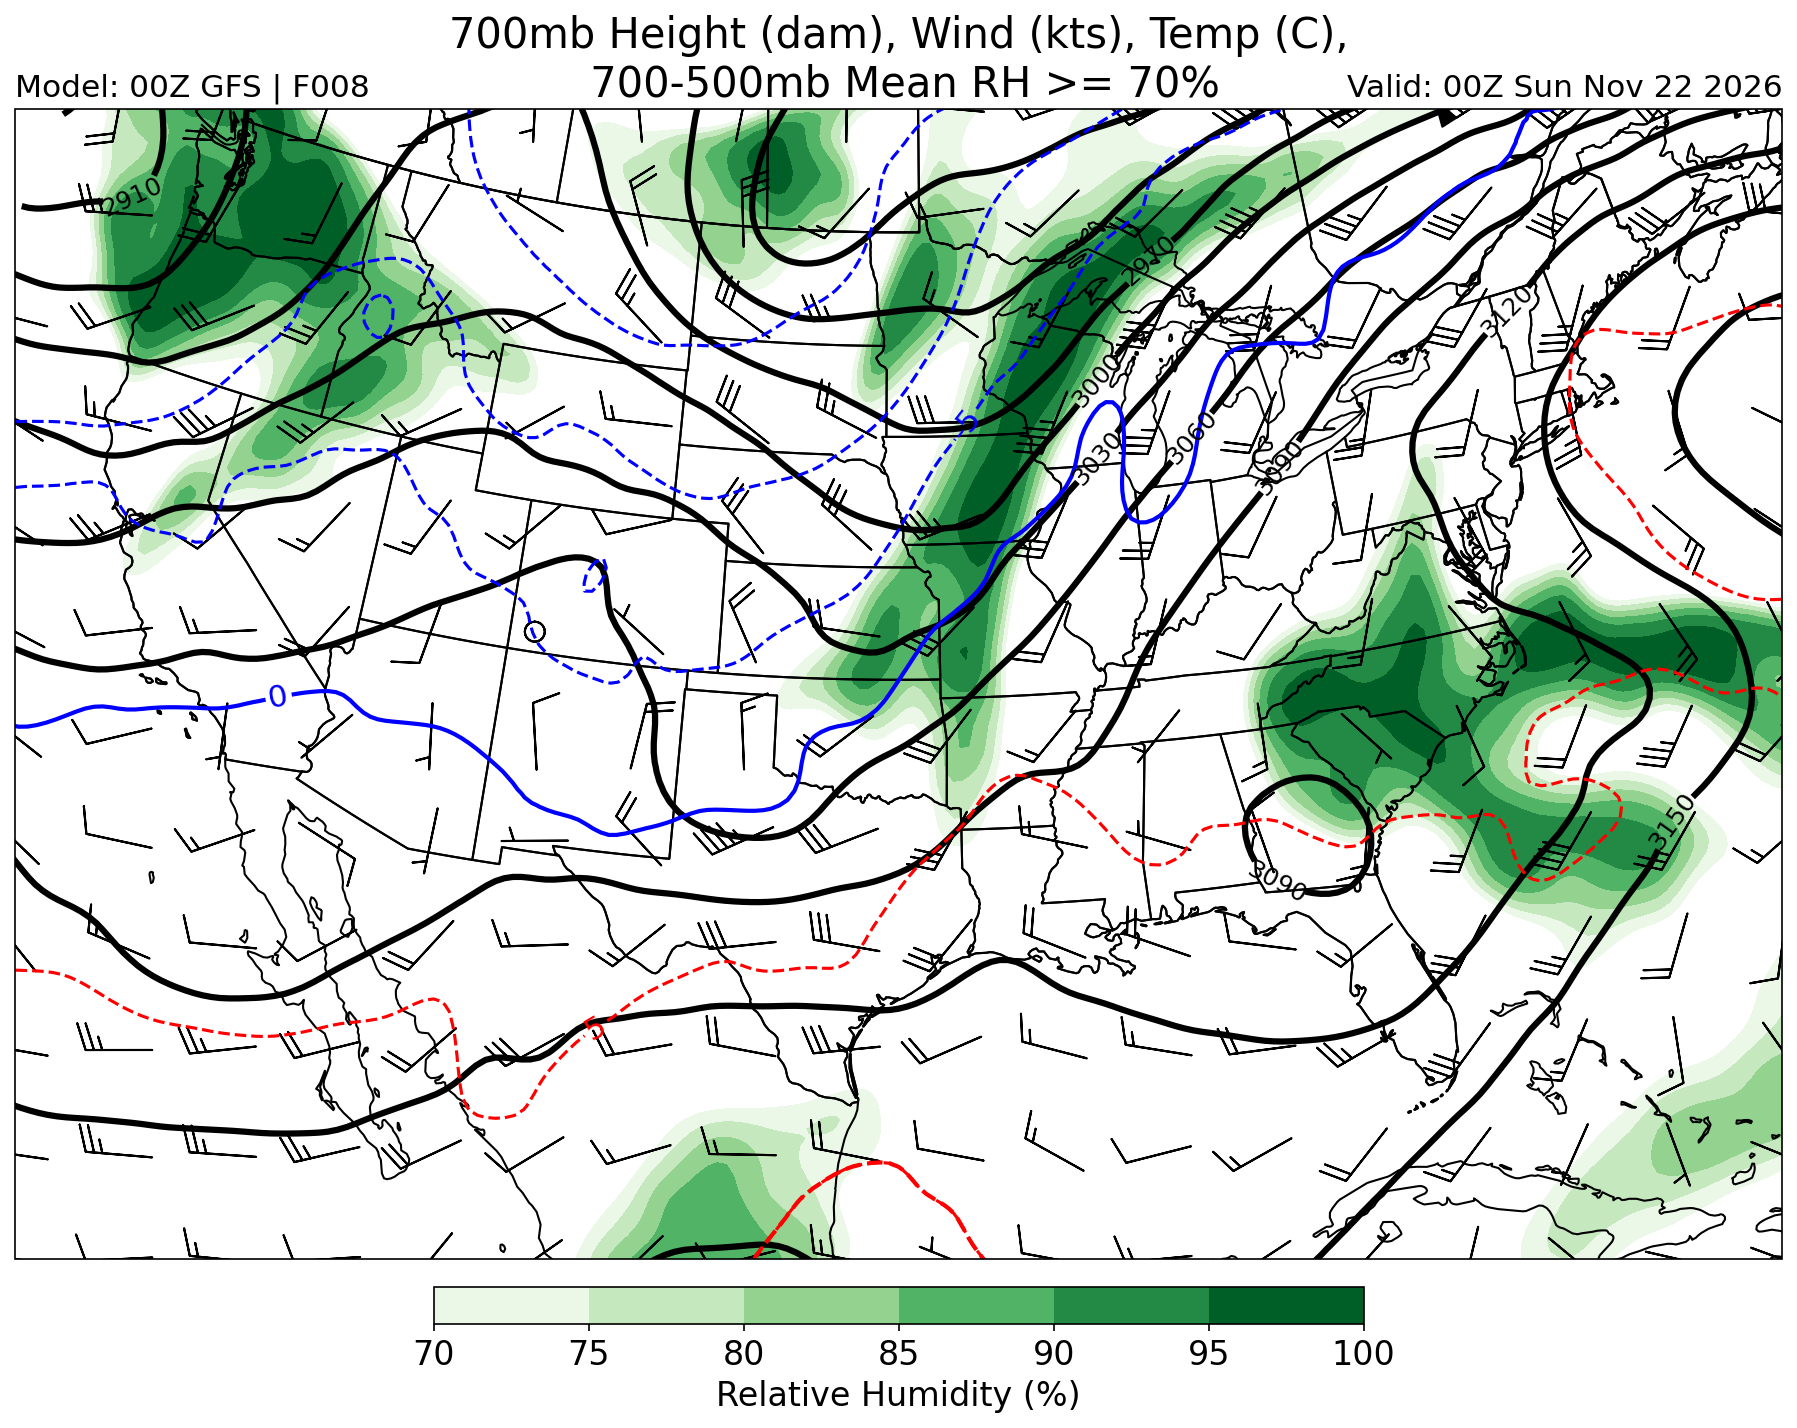 700mb Height (dam), Wind (kts), Temp (C),
700-500mb Mean RH >= 70%
Model: 00Z GFS | F008
Valid: 00Z Sun Nov 22 2026
2910
2910
3120
3000
3030
3060
3090
0
3150
3090
5
70 75 80 85 90 95 100
Relative Humidity (%)